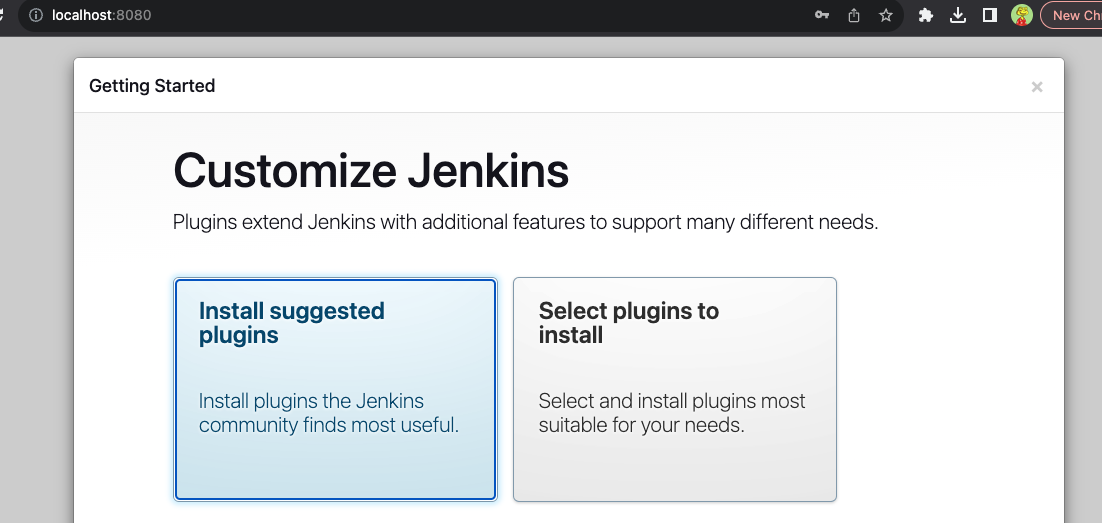 localhost:8080
New Ch
Getting Started
×
Customize Jenkins
Plugins extend Jenkins with additional features to support many different needs.
Install suggested
plugins
Install plugins the Jenkins
community finds most useful.
Select plugins to
install
Select and install plugins most
suitable for your needs.